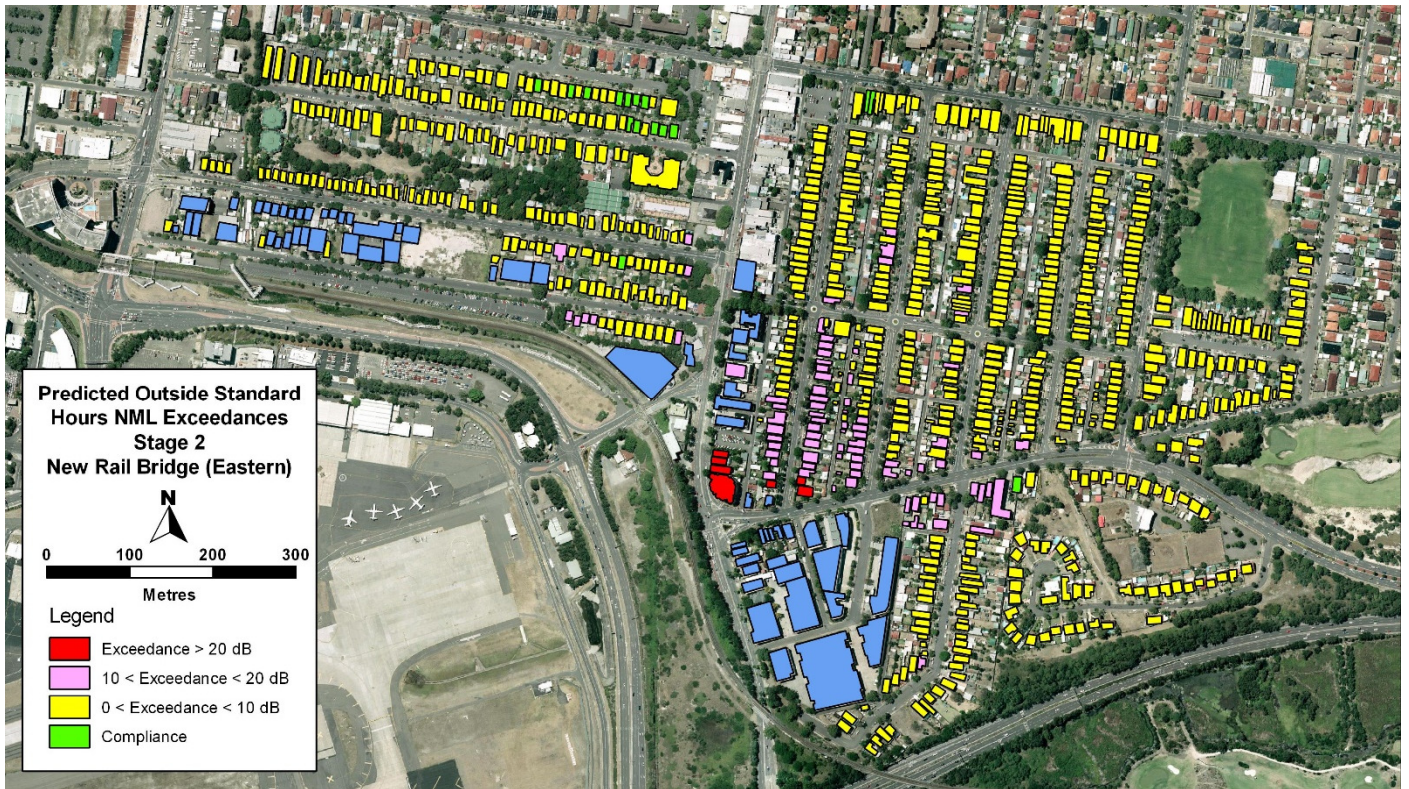 Predicted Outside Standard
Hours NML Exceedances
Stage 2
New Rail Bridge (Eastern)
N
0 100 200 300
Metres
Legend
Exceedance > 20 dB
10 < Exceedance < 20 dB
0 < Exceedance < 10 dB
Compliance